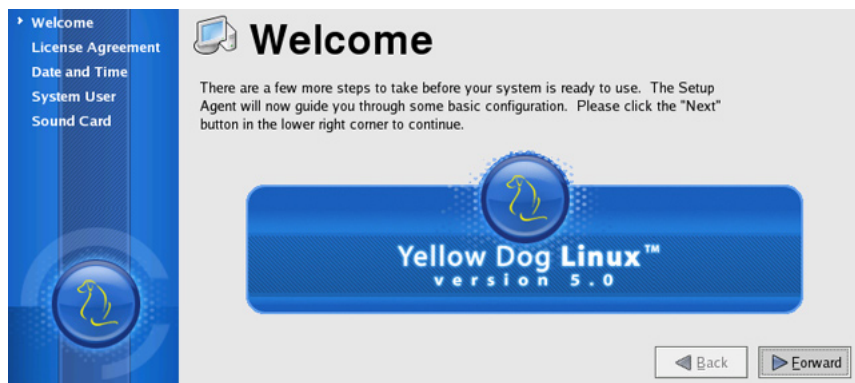 Welcome
License Agreement
Date and Time
System User
Sound Card
Welcome
There are a few more steps to take before your system is ready to use. The Setup
Agent will now guide you through some basic configuration. Please click the "Next"
button in the lower right corner to continue.
Yellow Dog Linux™
version 5.0
Back
Forward